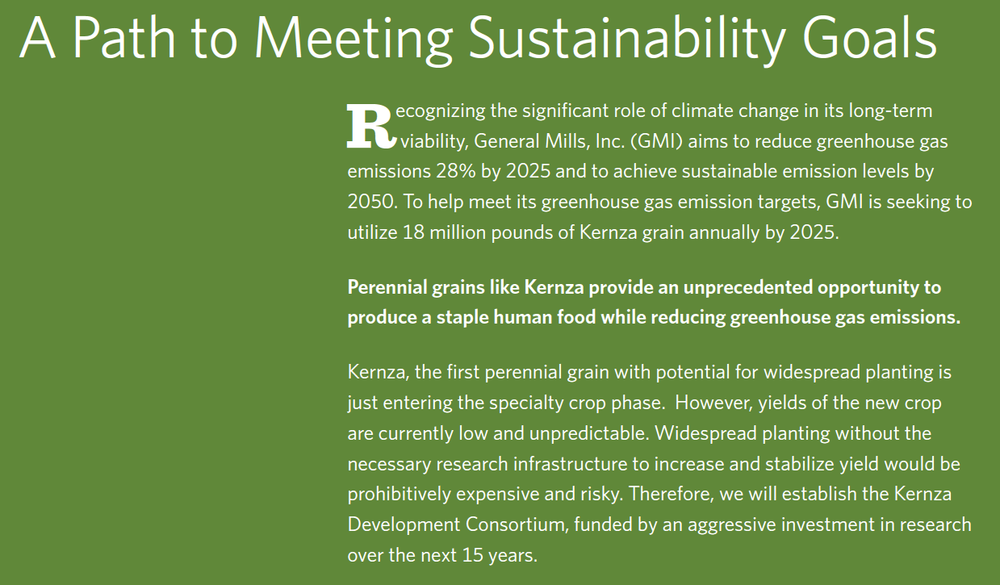 A Path to Meeting Sustainability Goals
Recognizing the significant role of climate change in its long-term
viability, General Mills, Inc. (GMI) aims to reduce greenhouse gas
emissions 28% by 2025 and to achieve sustainable emission levels by
2050. To help meet its greenhouse gas emission targets, GMI is seeking to
utilize 18 million pounds of Kernza grain annually by 2025.
Perennial grains like Kernza provide an unprecedented opportunity to
produce a staple human food while reducing greenhouse gas emissions.
Kernza, the first perennial grain with potential for widespread planting is
just entering the specialty crop phase.  However, yields of the new crop
are currently low and unpredictable. Widespread planting without the
necessary research infrastructure to increase and stabilize yield would be
prohibitively expensive and risky. Therefore, we will establish the Kernza
Development Consortium, funded by an aggressive investment in research
over the next 15 years.